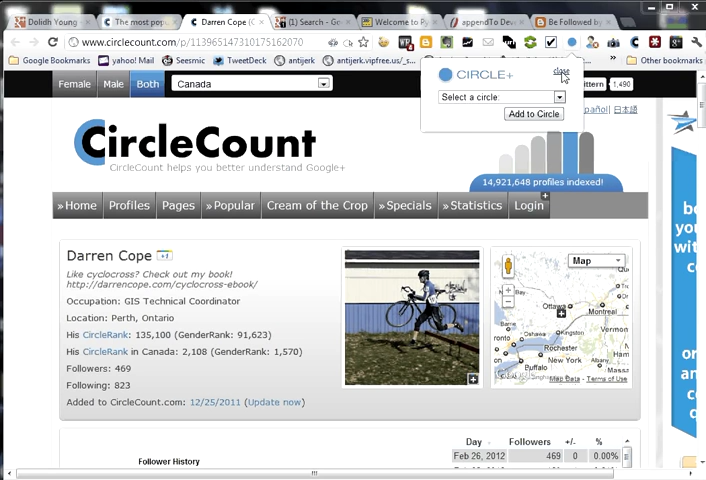 Dolidh Young -
The most pop
Darren Cope (C
(1) Search - Go
Welcome to Py
appendTo Dev
Be Followed by
www.circlecount.com/p/113965147310175162070
Google Bookmarks
yahoo! Mail
Seesmic
TweetDeck
antijerk
antijerk.vipfree.us/_s...
Other bookmarks
CIRCLE+
close
Select a circle:
Add to Circle
Female
Male
Both
Canada
1,490
日本語
CircleCount
CircleCount helps you better understand Google+
14,921,648 profiles indexed!
»Home
Profiles
Pages
»Popular
Cream of the Crop
»Specials
»Statistics
Login
Darren Cope
+1
Like cyclocross? Check out my book!
http://darrencope.com/cyclocross-ebook/
Occupation: GIS Technical Coordinator
Location: Perth, Ontario
His CircleRank: 135,100 (GenderRank: 91,623)
His CircleRank in Canada: 2,108 (GenderRank: 1,570)
Followers: 469
Following: 823
Added to CircleCount.com: 12/25/2011 (Update now)
Map
Ottawa
Montreal
Vermon
Oshawa
Kingston
Rochester
New York
Buffalo
Albany
Map Data - Terms of Use
Follower History
Day Followers +/- %
Feb 26, 2012 469 0 0.00%